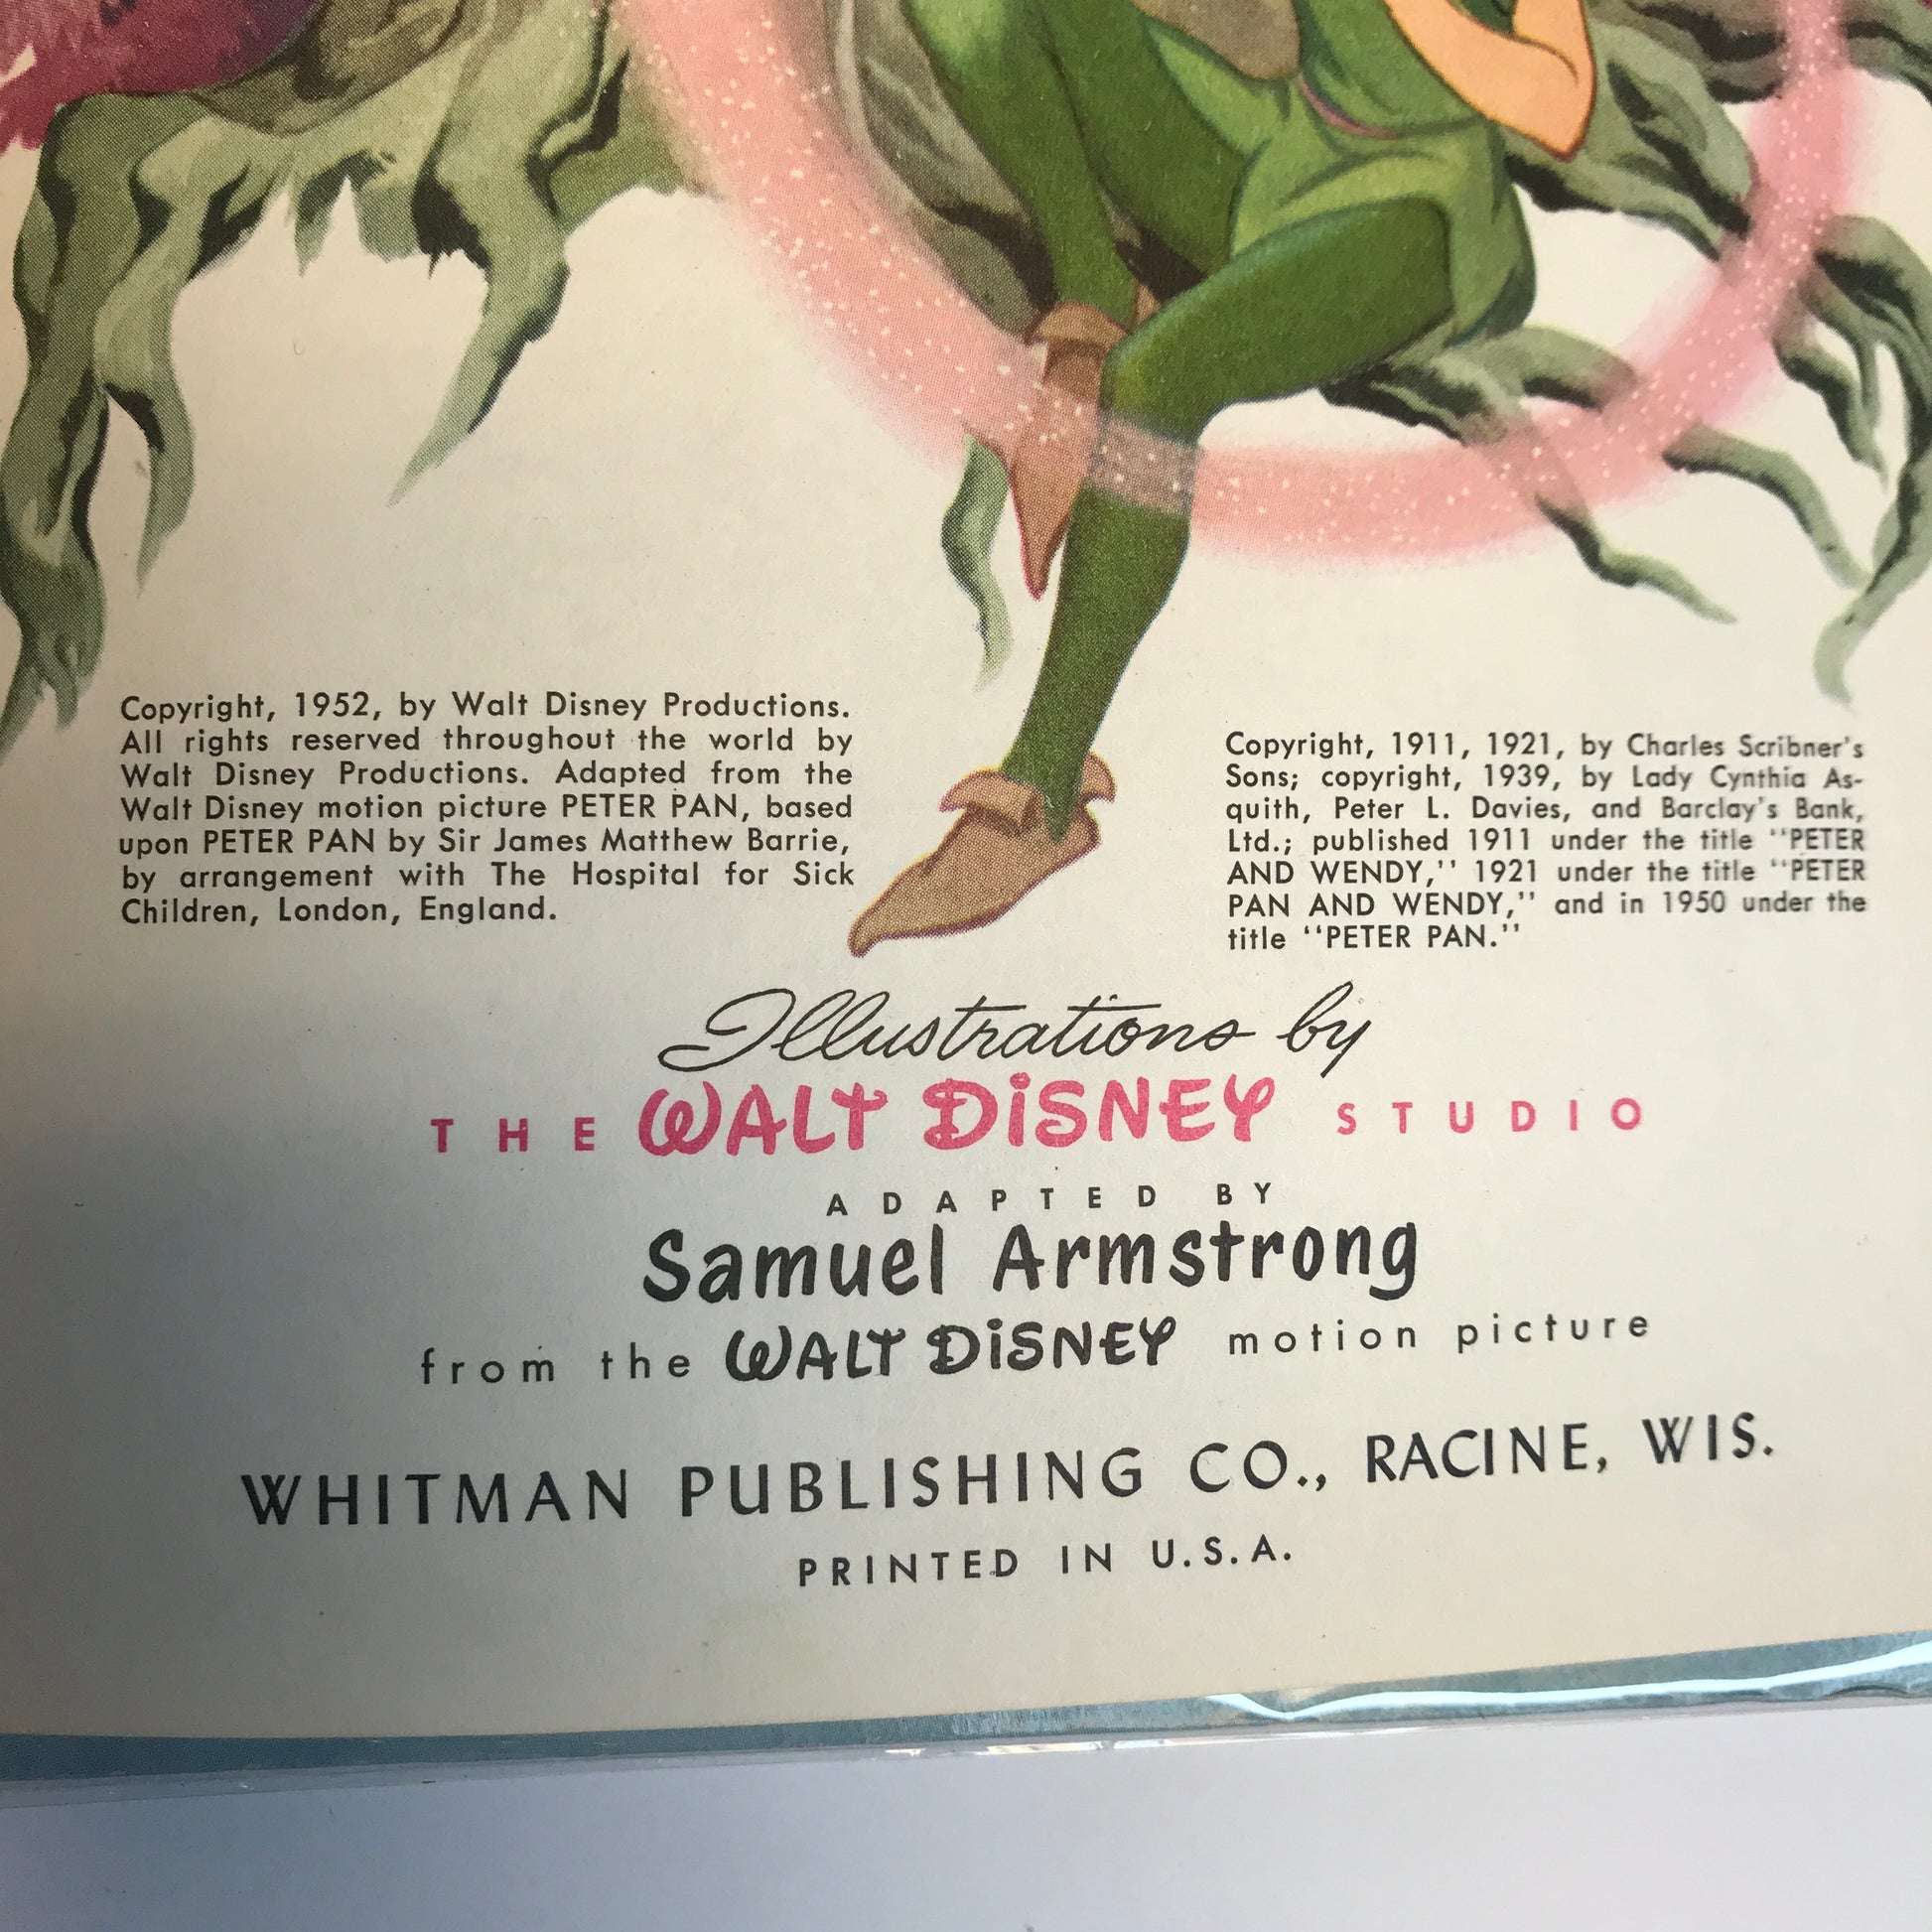 Copyright, 1952, by Walt Disney Productions.
All rights reserved throughout the world by
Walt Disney Productions. Adapted from the
Walt Disney motion picture PETER PAN, based
upon PETER PAN by Sir James Matthew Barrie,
by arrangement with The Hospital for Sick
Children, London, England.
Copyright, 1911, 1921, by Charles Scribner's
Sons; copyright, 1939, by Lady Cynthia As-
quith, Peter L. Davies, and Barclay's Bank,
Ltd.; published 1911 under the title ''PETER
AND WENDY,'' 1921 under the title ''PETER
PAN AND WENDY,'' and in 1950 under the
title ''PETER PAN.''
Illustrations by
THE WALT DiSNEY STUDIO
ADAPTED BY
Samuel Armstrong
from the WALT DiSNEY motion picture
WHITMAN PUBLISHING CO., RACINE, WIS.
PRINTED IN U.S.A.